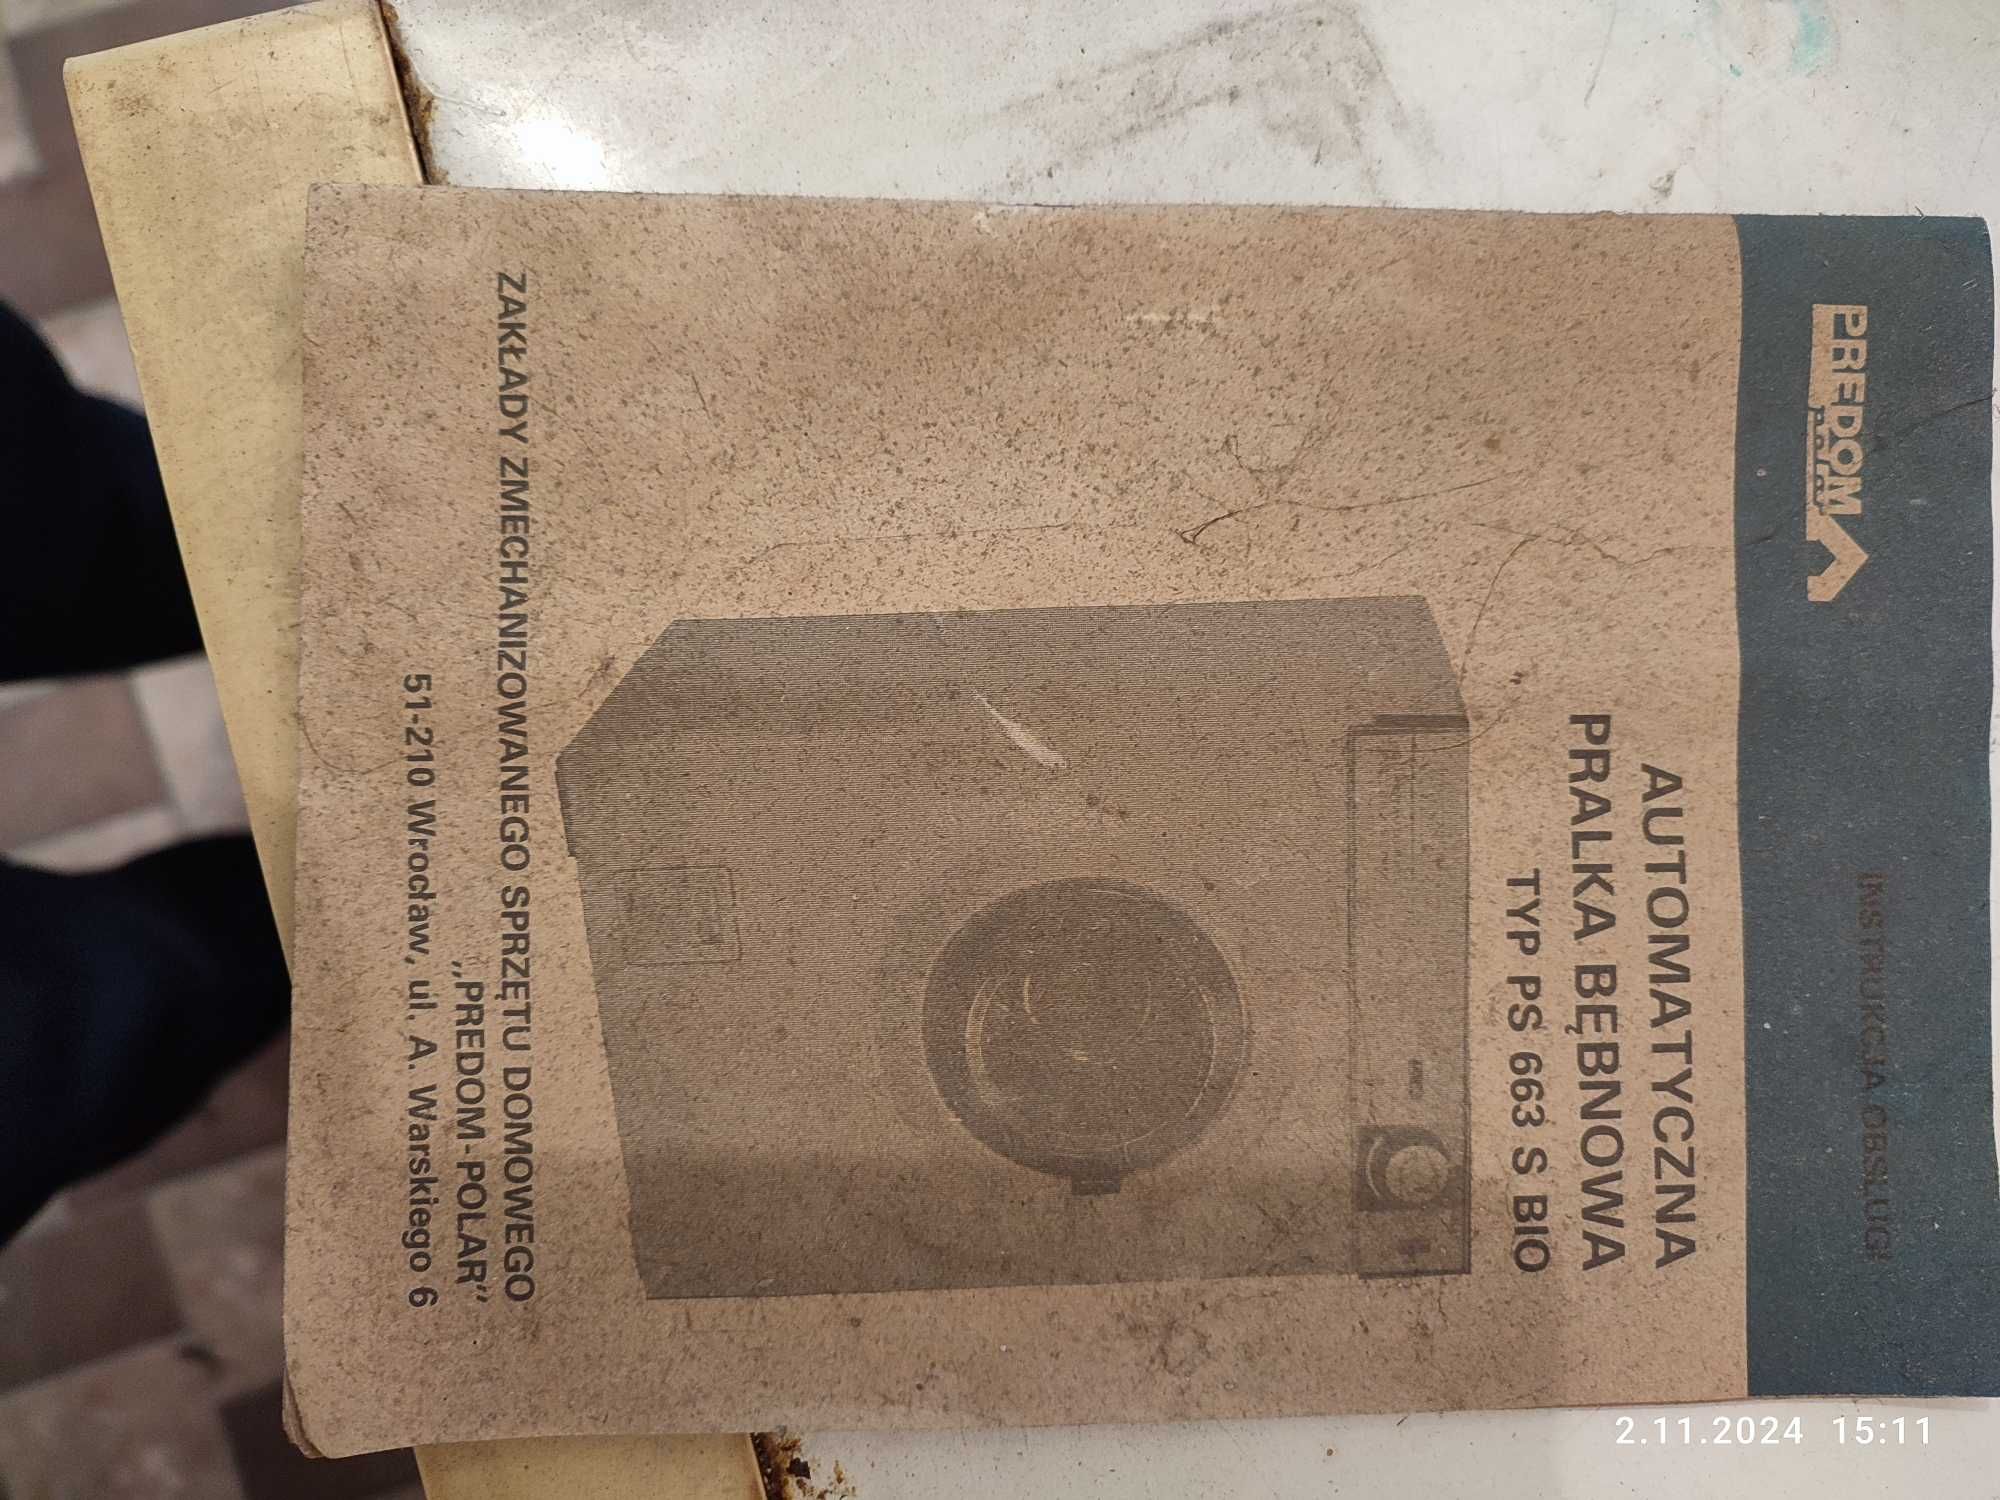 PREDOM
polar
INSTRUKCJA OBSŁUGI
AUTOMATYCZNA
PRALKA BĘBNOWA
TYP PS 663 S BIO
ZAKŁADY ZMECHANIZOWANEGO SPRZĘTU DOMOWEGO
„PREDOM-POLAR”
51-210 Wrocław, ul. A. Warskiego 6
2.11.2024 15:11